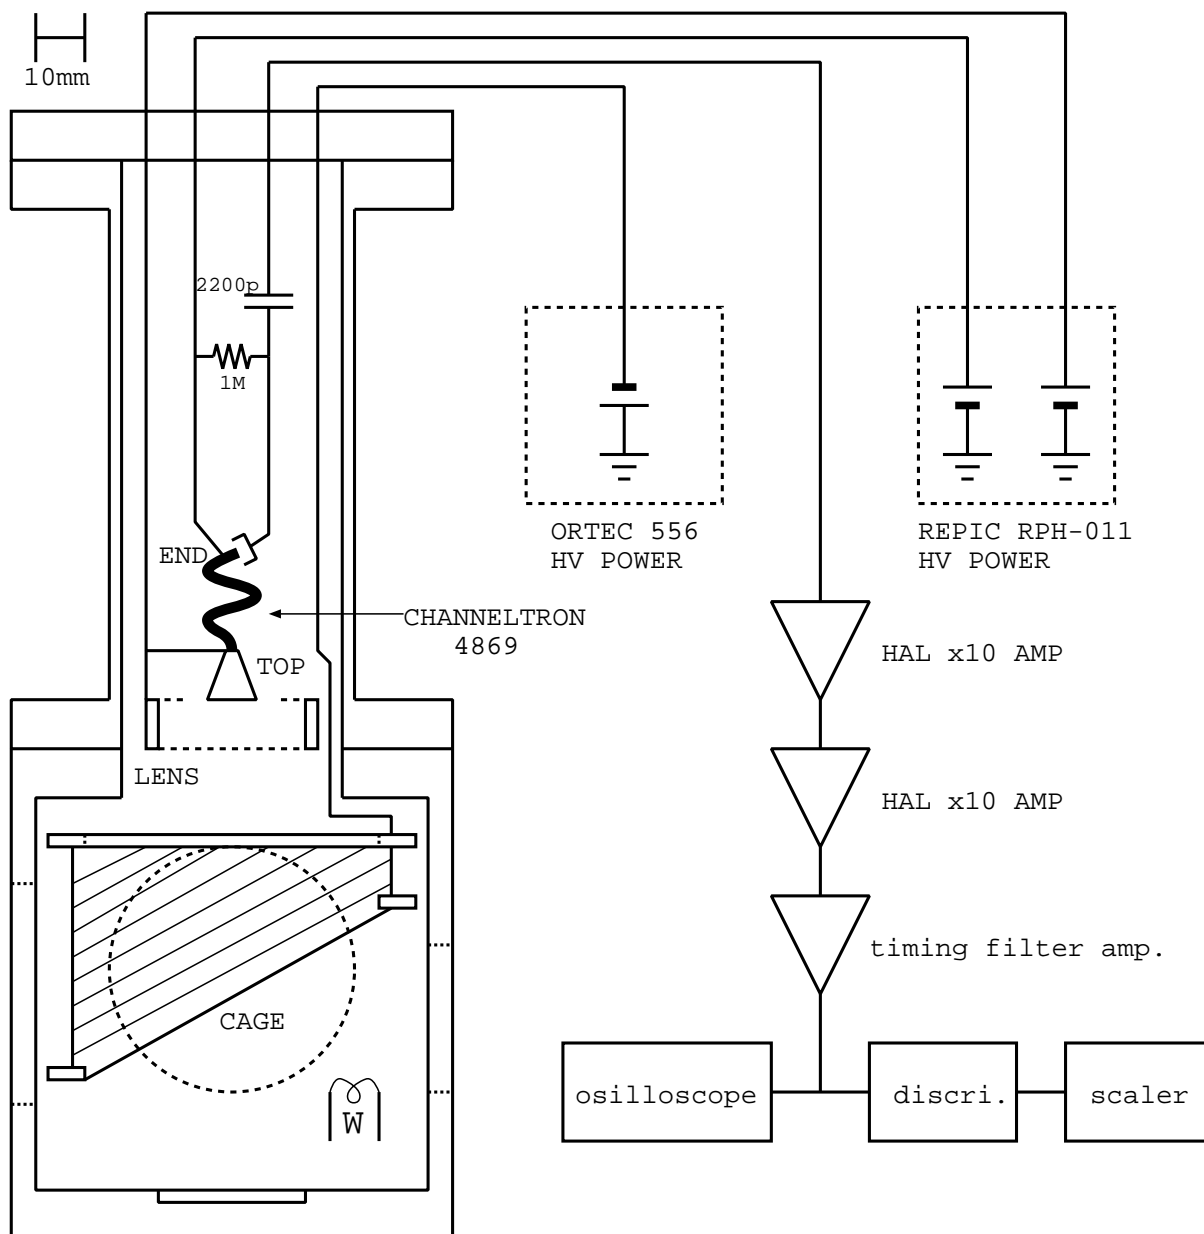 10mm
2200p
1M
ORTEC 556
HV POWER
REPIC RPH-011
HV POWER
END
CHANNELTRON
4869
TOP
HAL x10 AMP
LENS
HAL x10 AMP
timing filter amp.
CAGE
W
osilloscope
discri.
scaler